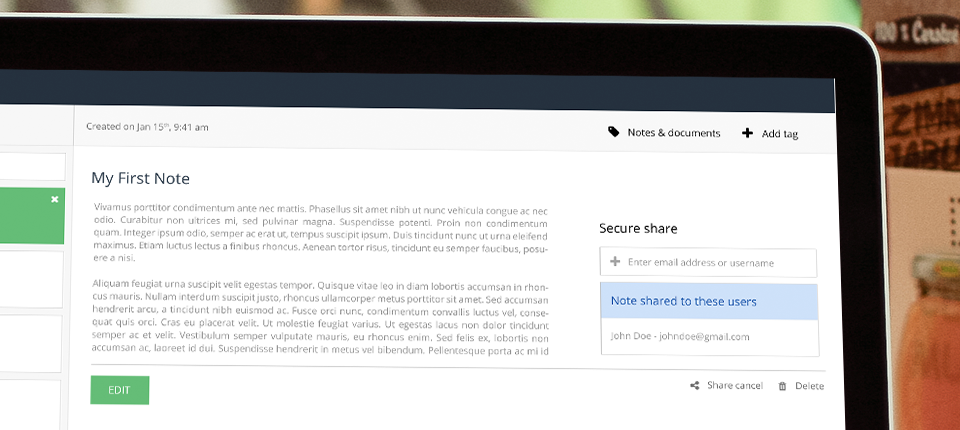 100% Čerstvé
Created on Jan 15th, 9:41 am
Notes & documents
Add tag
My First Note
Vivamus porttitor condimentum ante nec mattis. Phasellus sit amet nibh ut nunc vehicula congue ac nec
odio. Curabitur non ultrices mi, sed pulvinar magna. Suspendisse potenti. Proin non condimentum
quam. Integer ipsum odio, semper ac erat ut, tempus suscipit ipsum. Duis tincidunt nunc ut urna eleifend
maximus. Etiam luctus lectus a finibus rhoncus. Aenean tortor risus, tincidunt eu semper faucibus, posu-
ere a nisi.
Aliquam feugiat urna suscipit velit egestas tempor. Quisque vitae leo in diam lobortis accumsan in rhon-
cus mauris. Nullam interdum suscipit justo, rhoncus ullamcorper metus porttitor sit amet. Sed accumsan
hendrerit arcu, a tincidunt nibh euismod ac. Fusce orci nunc, condimentum convallis luctus vel, conse-
quat quis orci. Cras eu placerat velit. Ut molestie feugiat varius. Ut egestas lacus non dolor tincidunt
semper ac et velit. Vestibulum semper vulputate mauris, eu rhoncus enim. Sed felis ex, lobortis non
accumsan ac, laoreet id dui. Suspendisse hendrerit in metus vel bibendum. Pellentesque porta ac mi id
Secure share
Enter email address or username
Note shared to these users
John Doe - johndoe@gmail.com
EDIT
Share cancel
Delete